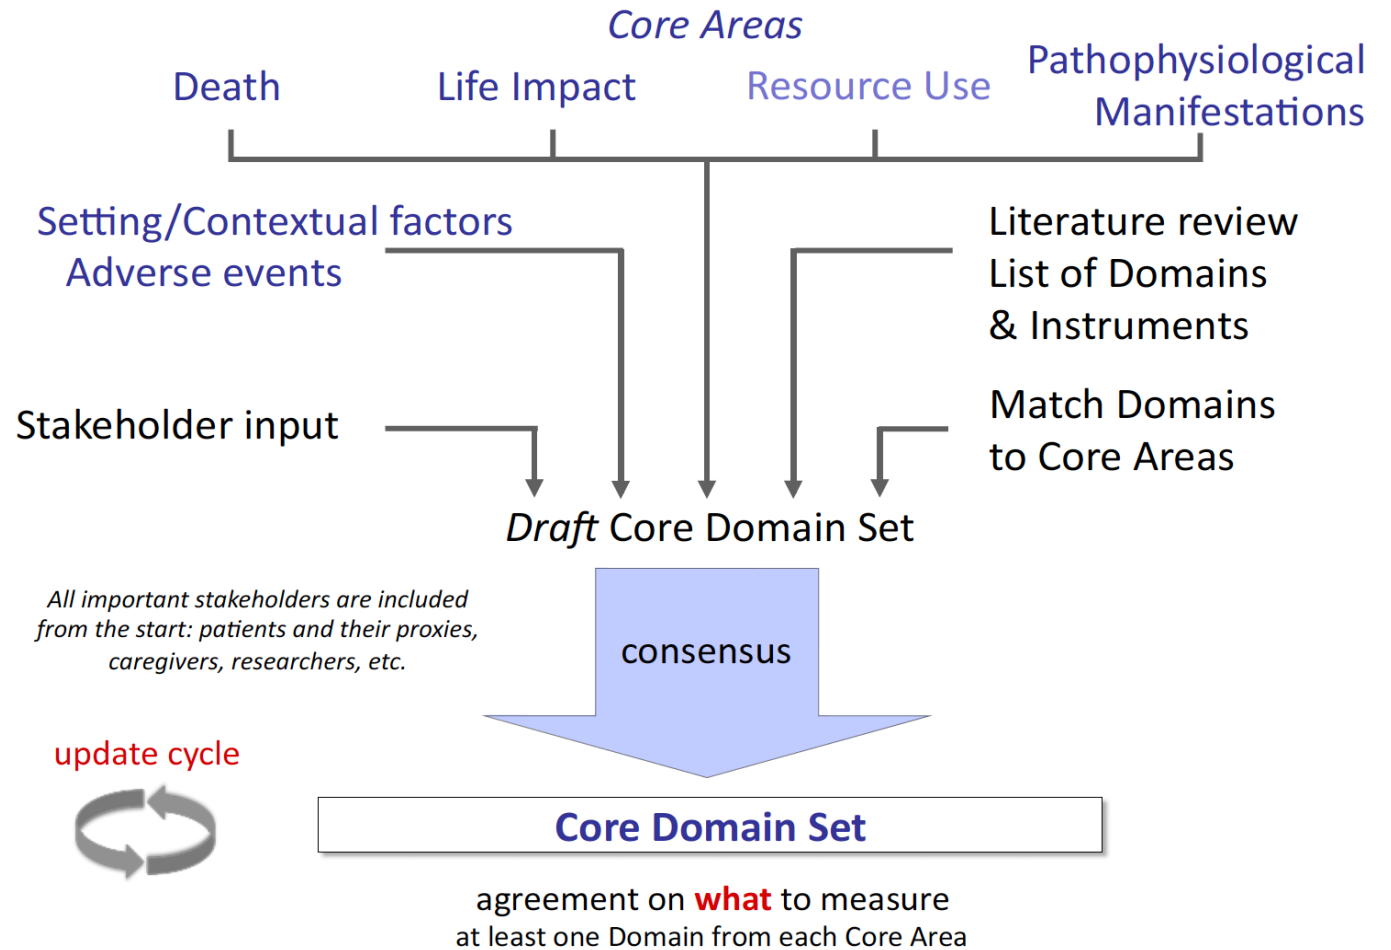 Core Areas
Death
Life Impact
Resource Use
Pathophysiological
Manifestations
Setting/Contextual factors
Adverse events
Literature review
List of Domains
& Instruments
Stakeholder input
Match Domains
to Core Areas
Draft Core Domain Set
All important stakeholders are included
from the start: patients and their proxies,
caregivers, researchers, etc.
consensus
update cycle
Core Domain Set
agreement on what to measure
at least one Domain from each Core Area